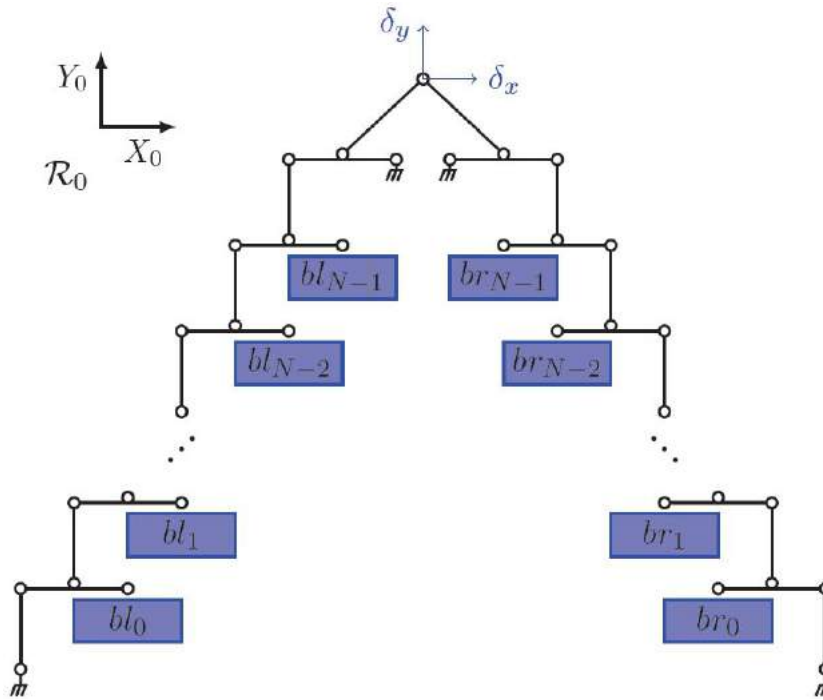 δy
Y0
δx
X0
R0
blN−1 brN−1
blN−2 brN−2
bl1 br1
bl0 br0